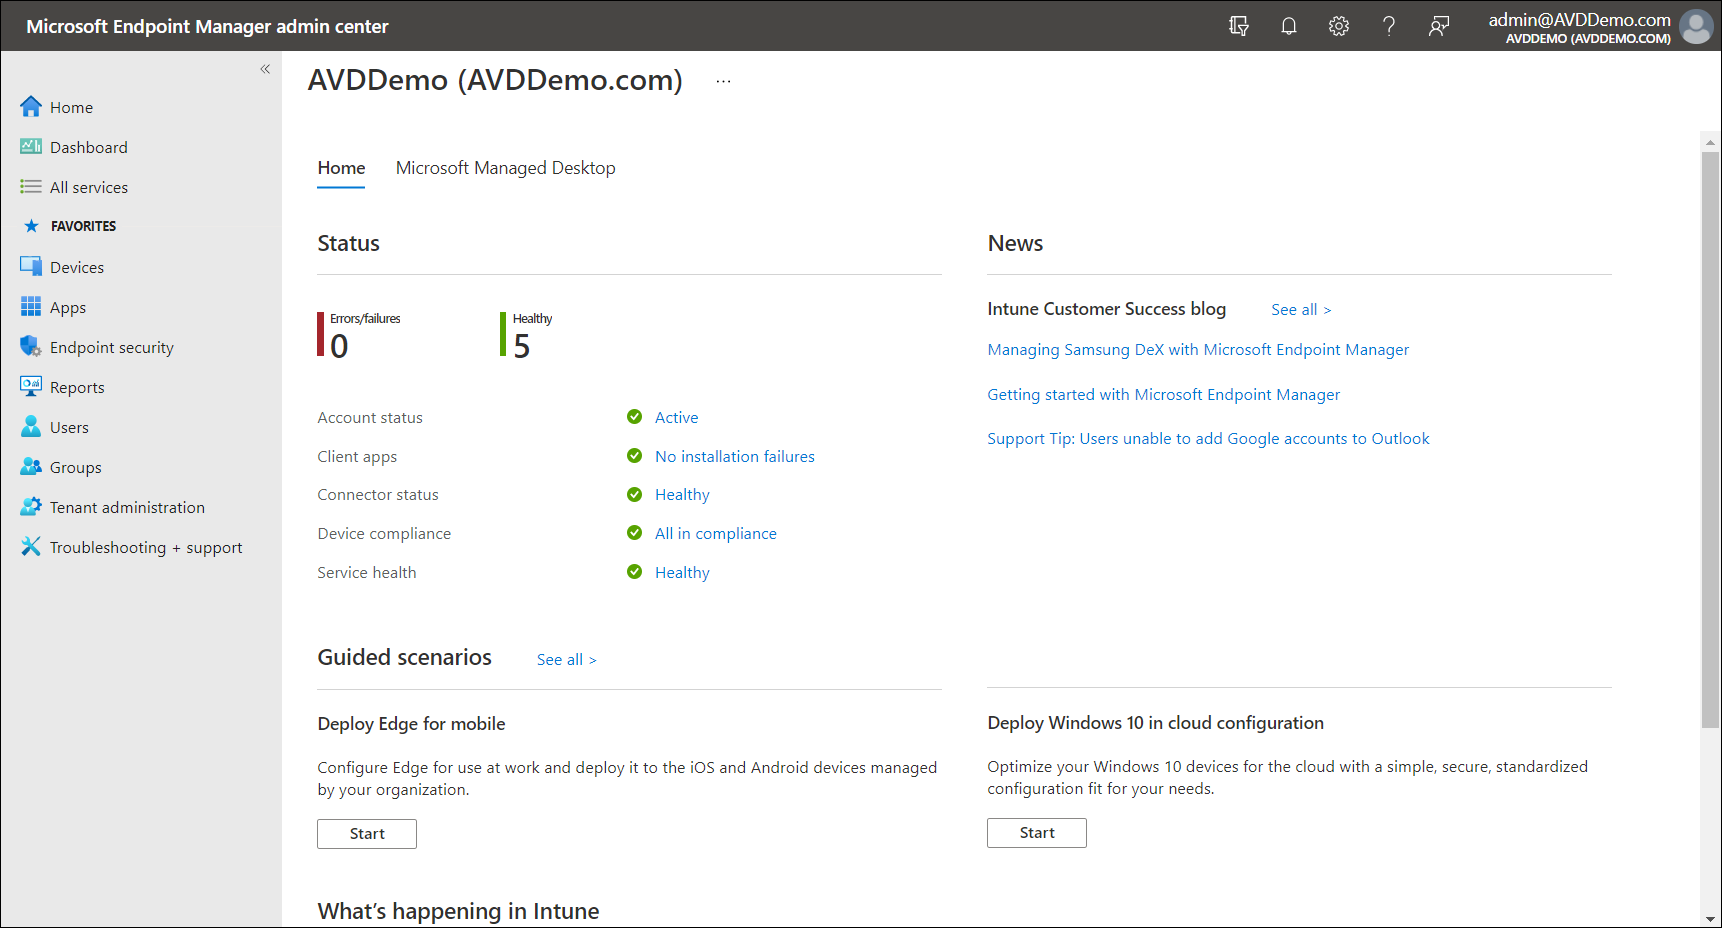 Microsoft Endpoint Manager admin center
admin@AVDDemo.com
AVDDEMO (AVDDEMO.COM)
Home
Dashboard
All services
FAVORITES
Devices
Apps
Endpoint security
Reports
Users
Groups
Tenant administration
Troubleshooting + support
AVDDemo (AVDDemo.com) ...
Home
Microsoft Managed Desktop
Status
Errors/failures
0
Healthy
5
Account status
Active
Client apps
No installation failures
Connector status
Healthy
Device compliance
All in compliance
Service health
Healthy
News
Intune Customer Success blog
See all >
Managing Samsung DeX with Microsoft Endpoint Manager
Getting started with Microsoft Endpoint Manager
Support Tip: Users unable to add Google accounts to Outlook
Guided scenarios
See all >
Deploy Edge for mobile
Configure Edge for use at work and deploy it to the iOS and Android devices managed
by your organization.
Start
Deploy Windows 10 in cloud configuration
Optimize your Windows 10 devices for the cloud with a simple, secure, standardized
configuration fit for your needs.
Start
What's happening in Intune